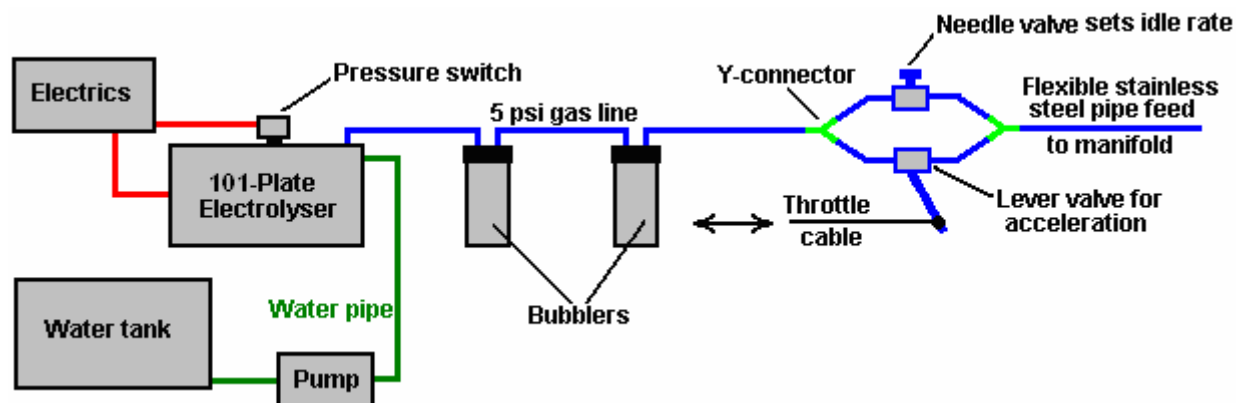 Needle valve sets idle rate
Pressure switch
Y-connector
Electrics
5 psi gas line
Flexible stainless
steel pipe feed
to manifold
101-Plate
Electrolyser
Throttle
cable
Lever valve for
acceleration
Water pipe
Bubblers
Water tank
Pump